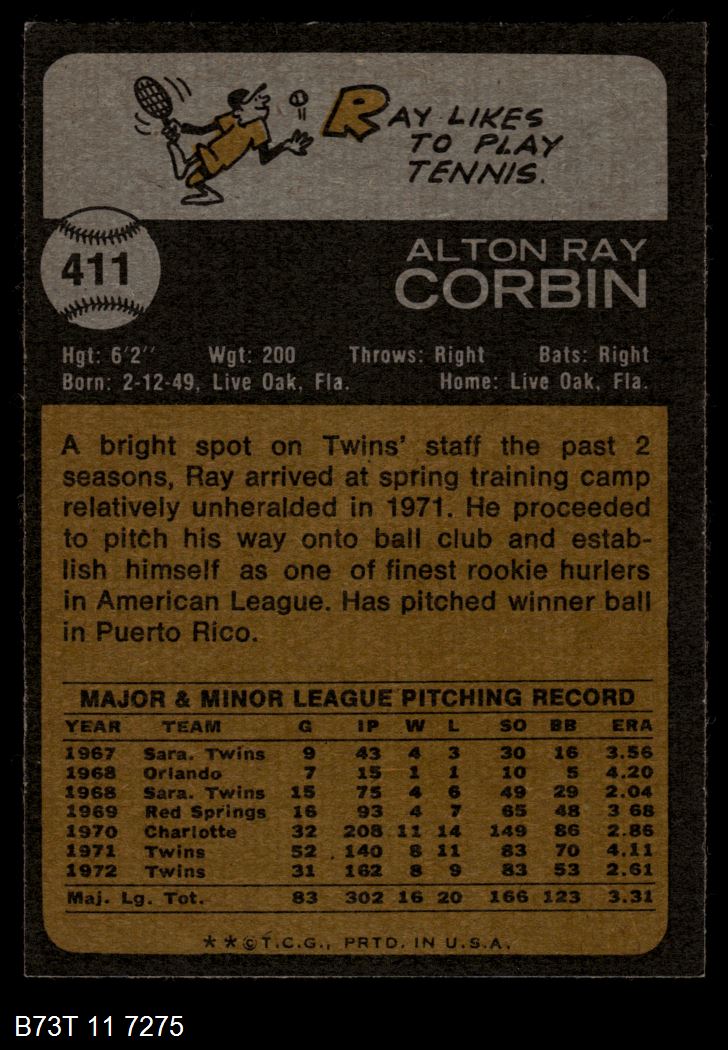 RAY LIKES
TO PLAY
TENNIS.
411
ALTON RAY
CORBIN
Hgt: 6'2" Wgt: 200 Throws: Right Bats: Right
Born: 2-12-49, Live Oak, Fla. Home: Live Oak, Fla.
A bright spot on Twins' staff the past 2
seasons, Ray arrived at spring training camp
relatively unheralded in 1971. He proceeded
to pitch his way onto ball club and estab-
lish himself as one of finest rookie hurlers
in American League. Has pitched winner ball
in Puerto Rico.
MAJOR & MINOR LEAGUE PITCHING RECORD
YEAR TEAM G IP W L SO BB ERA
1967 Sara. Twins 9 43 4 3 30 16 3.56
1968 Orlando 7 15 1 1 10 5 4.20
1968 Sara. Twins 15 75 4 6 49 29 2.04
1969 Red Springs 16 93 4 7 65 48 3 68
1970 Charlotte 32 208 11 14 149 86 2.86
1971 Twins 52 140 8 11 83 70 4.11
1972 Twins 31 162 8 9 83 53 2.61
Maj. Lg. Tot. 83 302 16 20 166 123 3.31
**©T.C.G., PRTD. IN U.S.A.
B73T 11 7275